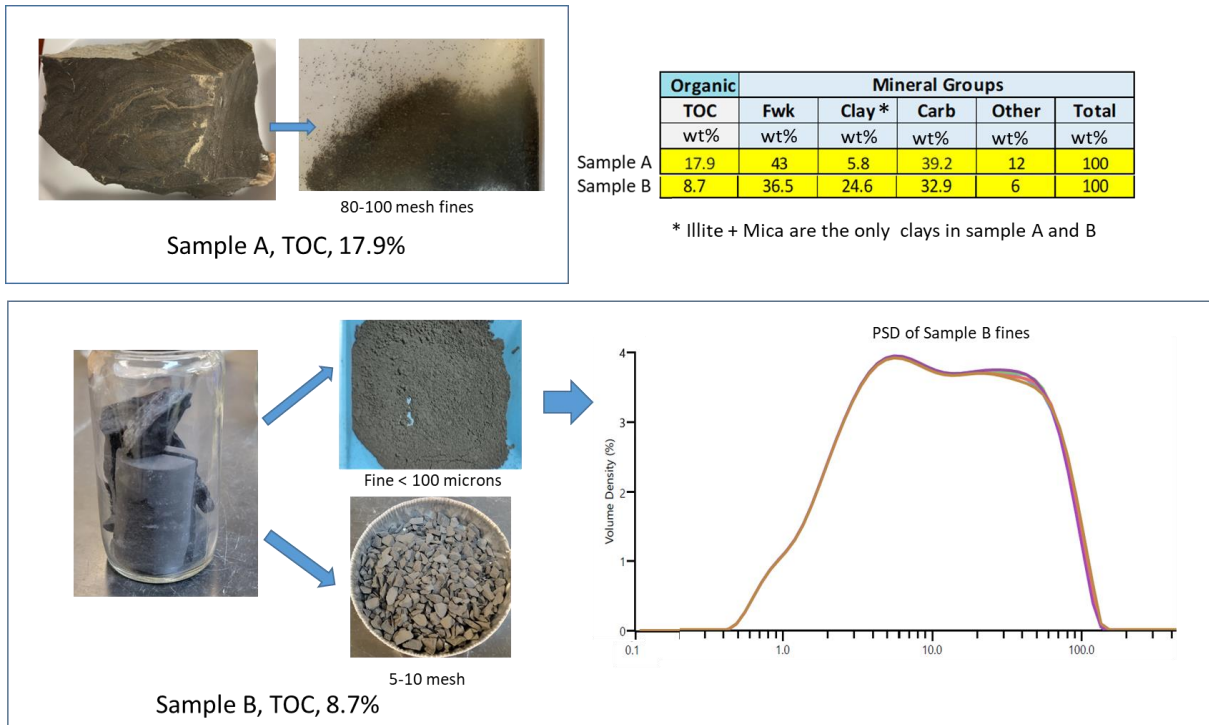 80-100 mesh fines
Sample A, TOC, 17.9%
Organic Mineral Groups
TOC Fwk Clay * Carb Other Total
wt% wt% wt% wt% wt% wt%
Sample A 17.9 43 5.8 39.2 12 100
Sample B 8.7 36.5 24.6 32.9 6 100
* Illite + Mica are the only clays in sample A and B
Fine < 100 microns
5-10 mesh
Sample B, TOC, 8.7%
PSD of Sample B fines
Volume Density (%)
4
3
2
1
0
0.1 1.0 10.0 100.0